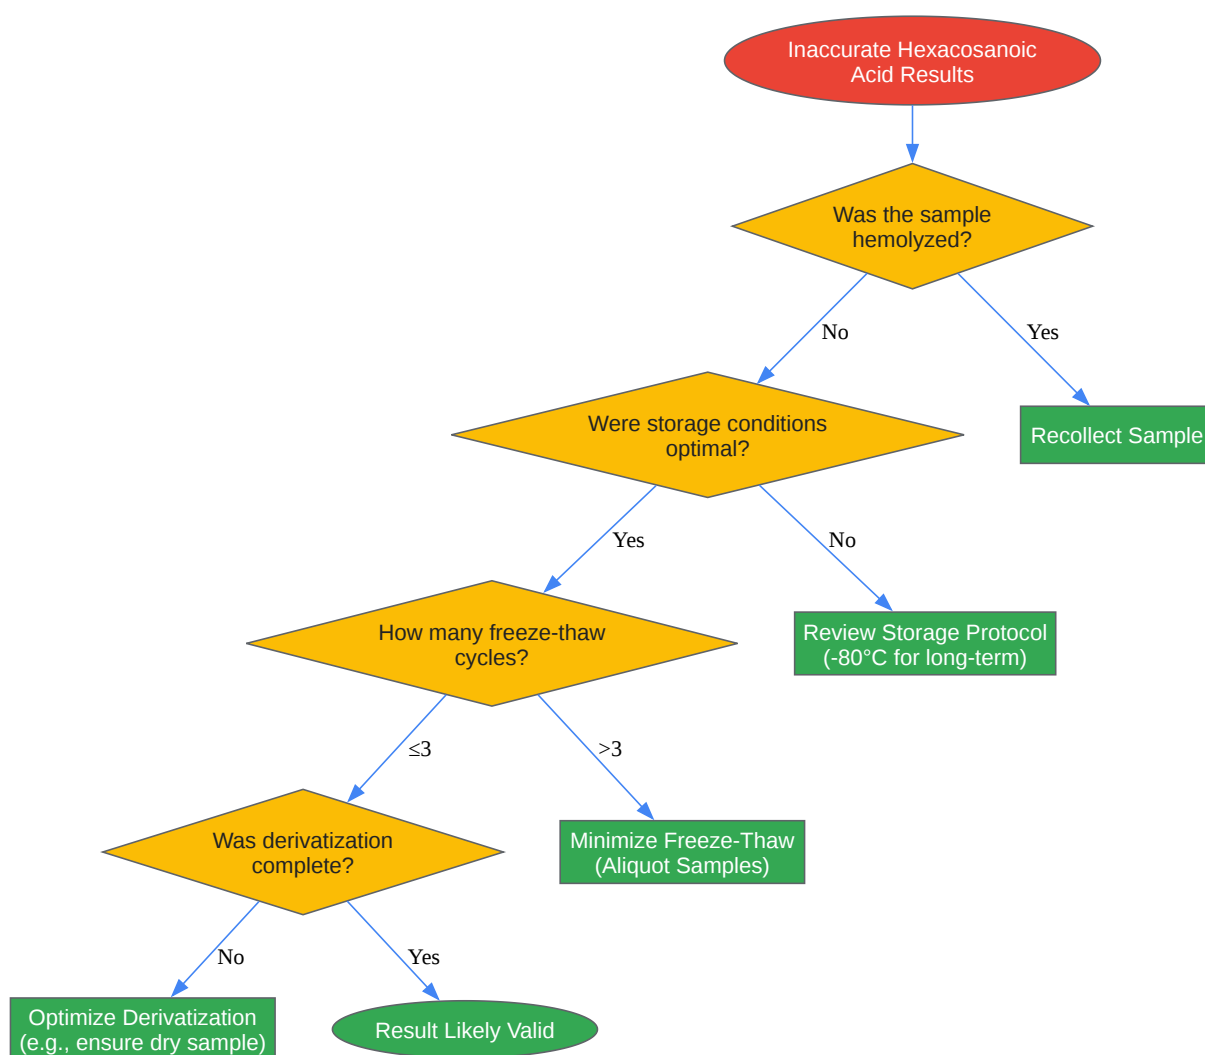 Inaccurate Hexacosanoic
Acid Results
Was the sample
hemolyzed?
No
Yes
Were storage conditions
optimal?
Recollect Sample
Yes
No
How many freeze-thaw
cycles?
Review Storage Protocol
(-80°C for long-term)
≤3
>3
Was derivatization
complete?
Minimize Freeze-Thaw
(Aliquot Samples)
No
Yes
Optimize Derivatization
(e.g., ensure dry sample)
Result Likely Valid